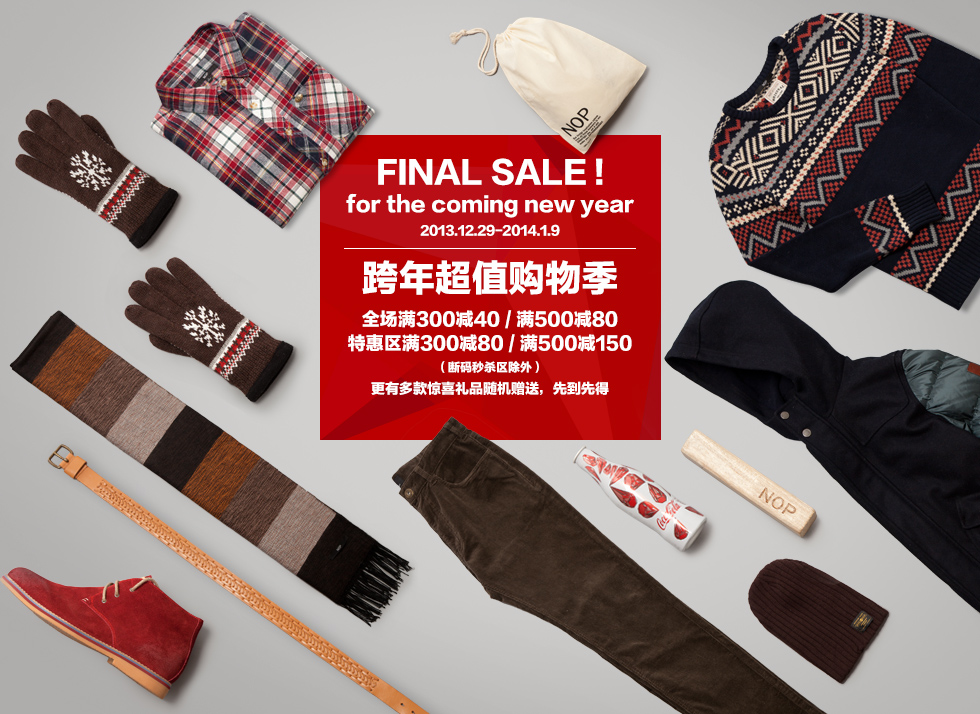 NOP
FINAL SALE!
for the coming new year
2013.12.29-2014.1.9
跨年超值购物季
全场满300减40 / 满500减80
特惠区满300减80 / 满500减150
(断码秒杀区除外)
更有多款惊喜礼品随机赠送，先到先得
Coca-Cola
NOP